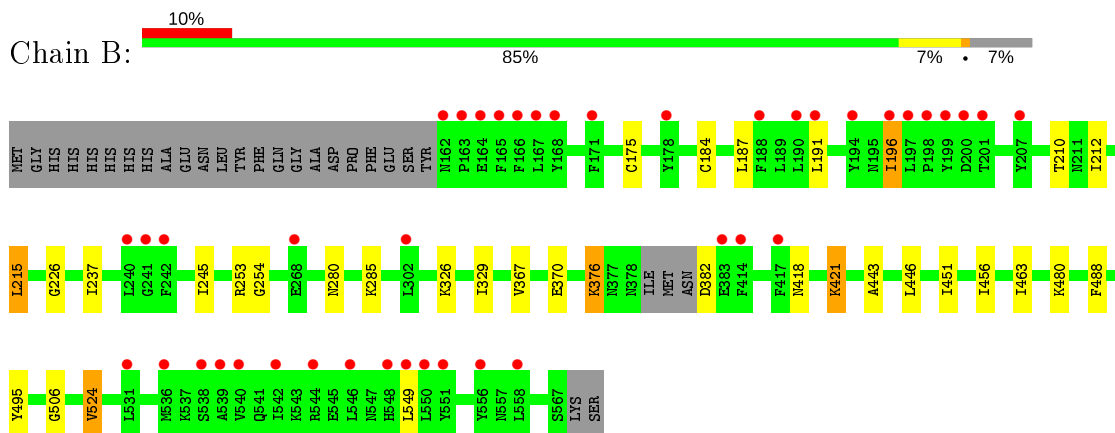 10%
Chain B:
85% 7% • 7%
MET GLY HIS HIS HIS HIS HIS HIS ALA GLU ASN LEU TYR PHE GLN GLY ALA ASP PRO PHE GLU SER TYR N162 P163 E164 F165 F166 L167 Y168 F171 C175 Y178 C184 L187 F188 L189 L190 L191 Y194 N195 I196 L197 P198 Y199 D200 T201 Y207 T210 N211 I212
L215 G226 I237 L240 G241 F242 I245 R253 G254 E268 N280 K285 L302 K326 I329 V367 E370 K376 N377 N378 ILE MET ASN D382 E383 F414 F417 N418 K421 A443 L446 I451 I456 I463 K480 F488
Y495 G506 V524 L531 M536 K537 S538 A539 V540 Q541 I542 K543 R544 E545 L546 N547 H548 L549 L550 Y551 Y556 N557 L558 S567 LYS SER